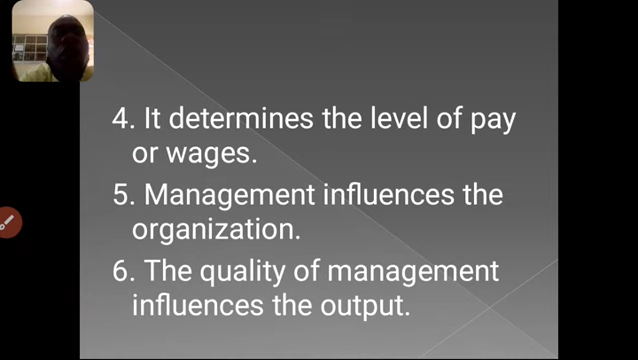 4. It determines the level of pay
or wages.
5. Management influences the
organization.
6. The quality of management
influences the output.